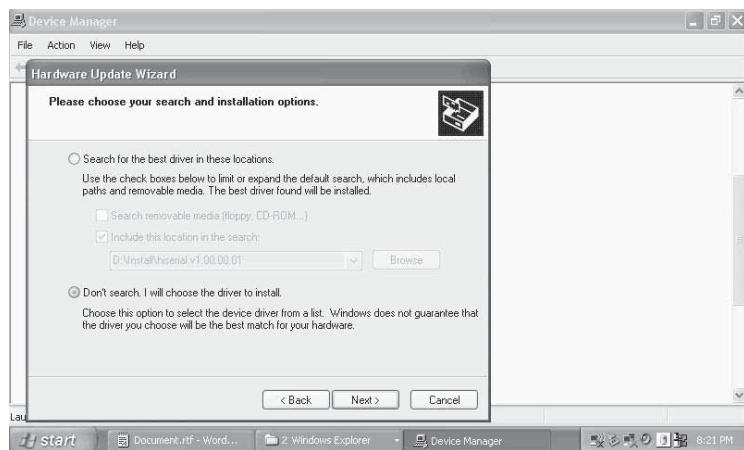 Device Manager
File Action View Help
Hardware Update Wizard
Please choose your search and installation options.
Search for the best driver in these locations.
Use the check boxes below to limit or expand the default search, which includes local
paths and removable media. The best driver found will be installed.
Search removable media (floppy, CD-ROM...)
Include this location in the search:
D:\Install\hiserial v1.00.00.01
Browse
Don't search. I will choose the driver to install.
Choose this option to select the device driver from a list. Windows does not guarantee that
the driver you choose will be the best match for your hardware.
< Back Next > Cancel
Lau
start Document.rtf - Word... 2 Windows Explorer Device Manager 8:21 PM